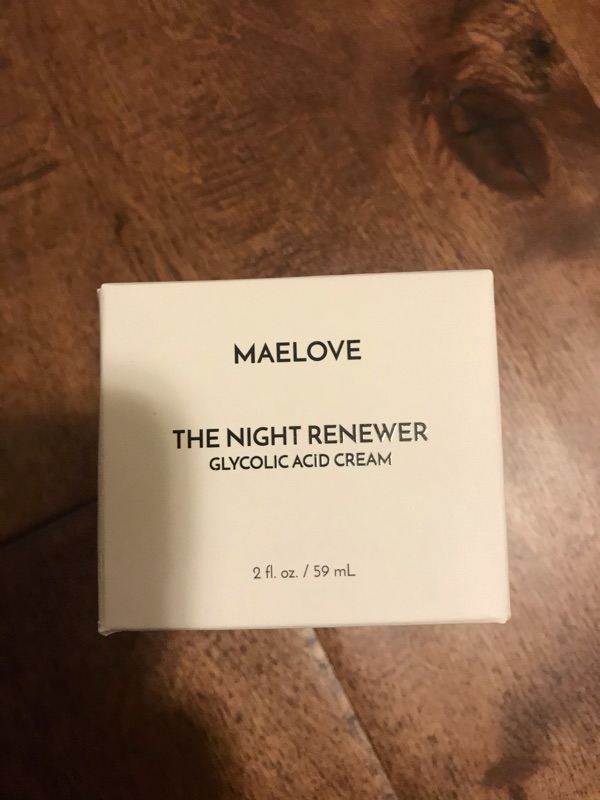 MAELOVE
THE NIGHT RENEWER
GLYCOLIC ACID CREAM
2 fl. oz. / 59 mL